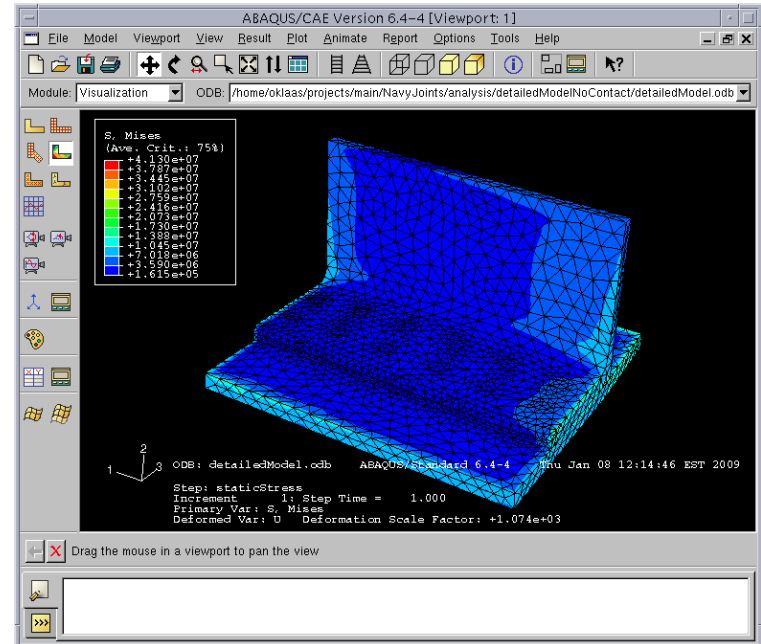 ABAQUS/CAE Version 6.4-4 [Viewport: 1]
File Model Viewport View Result Plot Animate Report Options Tools Help
Module: Visualization ODB: /home/oklaas/projects/main/NavyJoints/analysis/detailedModelNoContact/detailedModel.odb
S, Mises
(Ave. Crit.: 75%)
+4.130e+07
+3.787e+07
+3.445e+07
+3.102e+07
+2.759e+07
+2.416e+07
+2.073e+07
+1.730e+07
+1.388e+07
+1.045e+07
+7.018e+06
+3.590e+06
+1.615e+05
2
1 3
ODB: detailedModel.odb ABAQUS/Standard 6.4-4 Thu Jan 08 12:14:46 EST 2009
Step: staticStress
Increment 1: Step Time = 1.000
Primary Var: S, Mises
Deformed Var: U Deformation Scale Factor: +1.074e+03
X Y
Drag the mouse in a viewport to pan the view
>>>